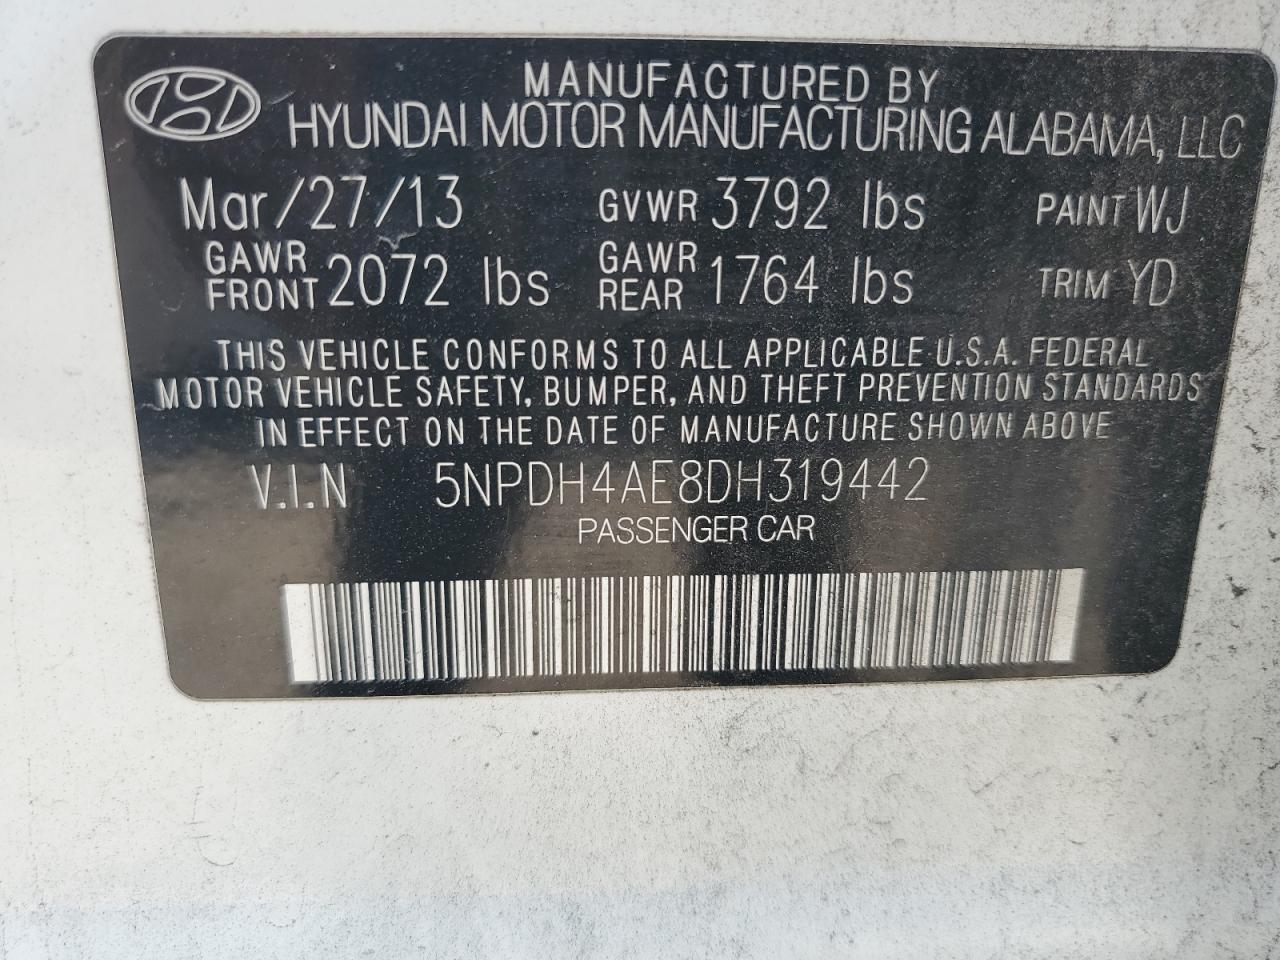 MANUFACTURED BY
HYUNDAI MOTOR MANUFACTURING ALABAMA, LLC
Mar/27/13 GVWR 3792 lbs PAINT WJ
GAWR FRONT 2072 lbs GAWR REAR 1764 lbs TRIM YD
THIS VEHICLE CONFORMS TO ALL APPLICABLE U.S.A. FEDERAL
MOTOR VEHICLE SAFETY, BUMPER, AND THEFT PREVENTION STANDARDS
IN EFFECT ON THE DATE OF MANUFACTURE SHOWN ABOVE
V.I.N 5NPDH4AE8DH319442
PASSENGER CAR